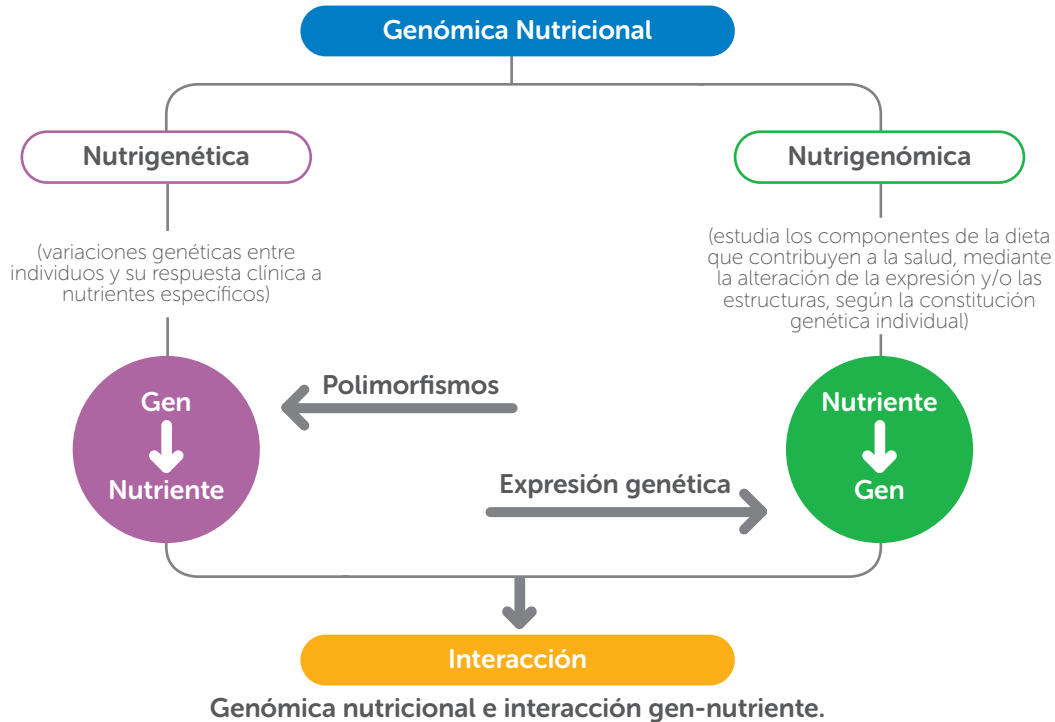 Genómica Nutricional
Nutrigenética
Nutrigenómica
(variaciones genéticas entre
individuos y su respuesta clínica a
nutrientes específicos)
(estudia los componentes de la dieta
que contribuyen a la salud, mediante
la alteración de la expresión y/o las
estructuras, según la constitución
genética individual)
Gen
Nutriente
Polimorfismos
Expresión genética
Nutriente
Gen
Interacción
Genómica nutricional e interacción gen-nutriente.